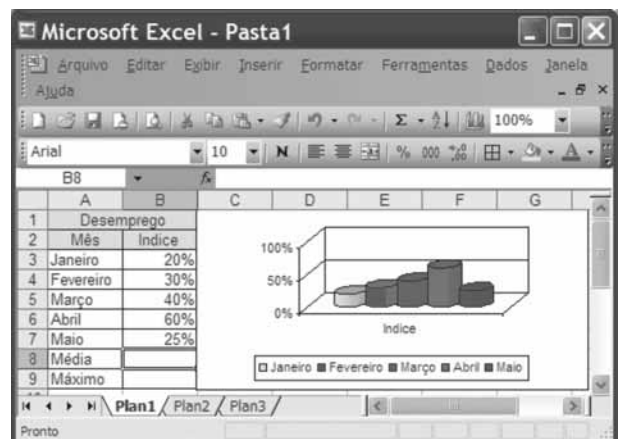 Microsoft Excel - Pasta1
Arquivo Editar Exibir Inserir Formatar Ferramentas Dados Janela
Ajuda
100%
Arial 10 N % 000
B8 fx
A B C D E F G
1 Desemprego
2 Mês Indice
3 Janeiro 20%
4 Fevereiro 30%
5 Março 40%
6 Abril 60%
7 Maio 25%
8 Média
9 Máximo
100%
50%
0%
Indice
Janeiro Fevereiro Março Abril Maio
Plan1 Plan2 Plan3
Pronto